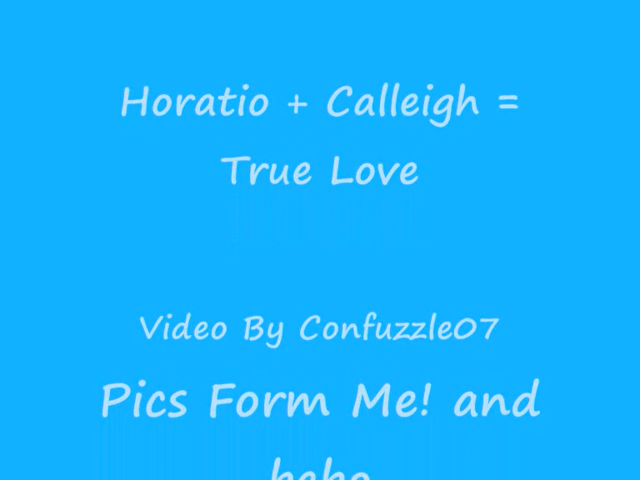 Horatio + Calleigh =
True Love
Video By Confuzzle07
Pics Form Me! and